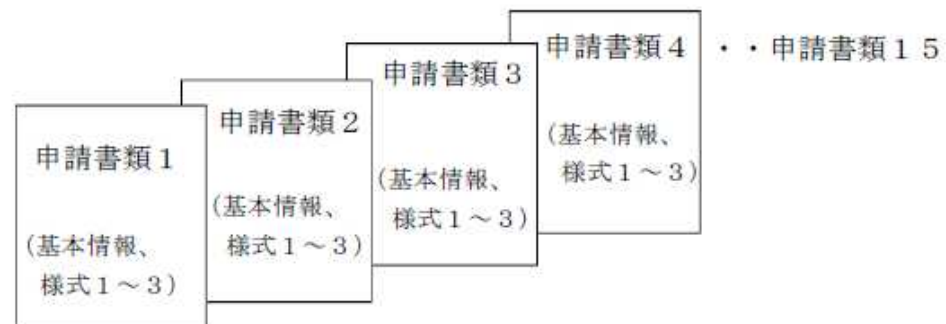 申請書類１
(基本情報、
様式１～３)
申請書類２
(基本情報、
様式１～３)
申請書類３
(基本情報、
様式１～３)
申請書類４
(基本情報、
様式１～３)
・・申請書類１５